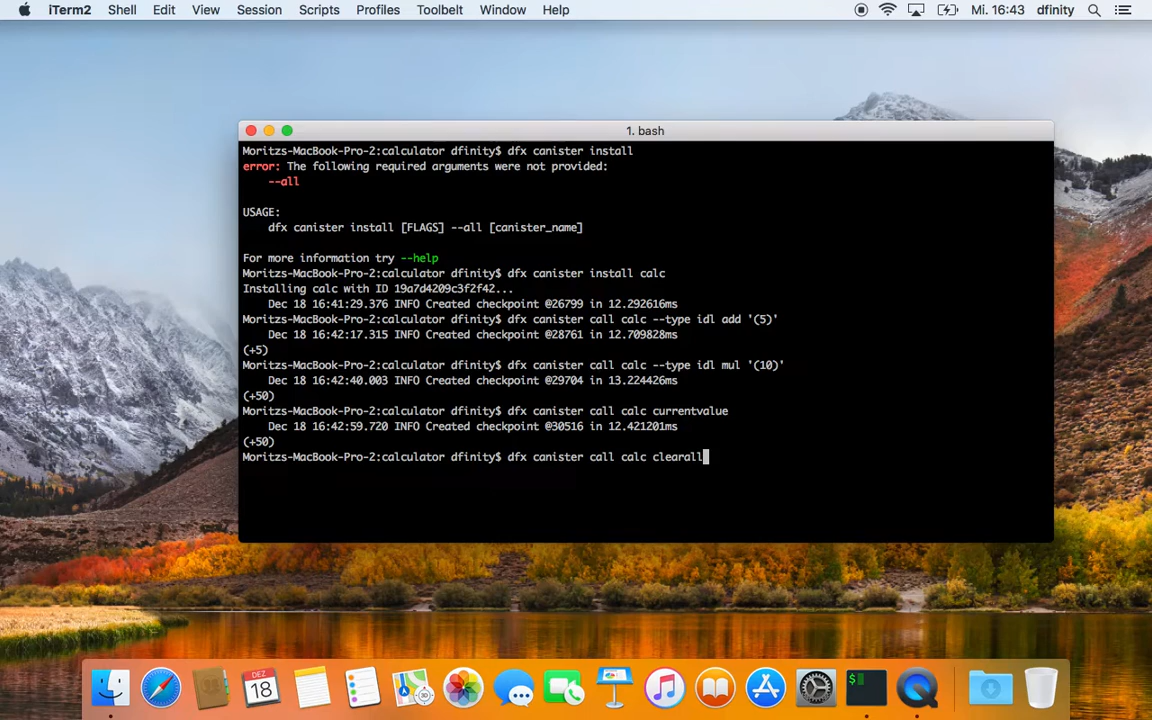 iTerm2 Shell Edit View Session Scripts Profiles Toolbelt Window Help Mi. 16:43 dfinity
1. bash
Moritzs-MacBook-Pro-2:calculator dfinity$ dfx canister install
error: The following required arguments were not provided:
--all
USAGE:
dfx canister install [FLAGS] --all [canister_name]
For more information try --help
Moritzs-MacBook-Pro-2:calculator dfinity$ dfx canister install calc
Installing calc with ID 19a7d4209c3f2f42...
Dec 18 16:41:29.376 INFO Created checkpoint @26799 in 12.292616ms
Moritzs-MacBook-Pro-2:calculator dfinity$ dfx canister call calc --type idl add '(5)'
Dec 18 16:42:17.315 INFO Created checkpoint @28761 in 12.709828ms
(+5)
Moritzs-MacBook-Pro-2:calculator dfinity$ dfx canister call calc --type idl mul '(10)'
Dec 18 16:42:40.003 INFO Created checkpoint @29704 in 13.224426ms
(+50)
Moritzs-MacBook-Pro-2:calculator dfinity$ dfx canister call calc currentvalue
Dec 18 16:42:59.720 INFO Created checkpoint @30516 in 12.421201ms
(+50)
Moritzs-MacBook-Pro-2:calculator dfinity$ dfx canister call calc clearall
DEZ
18
$